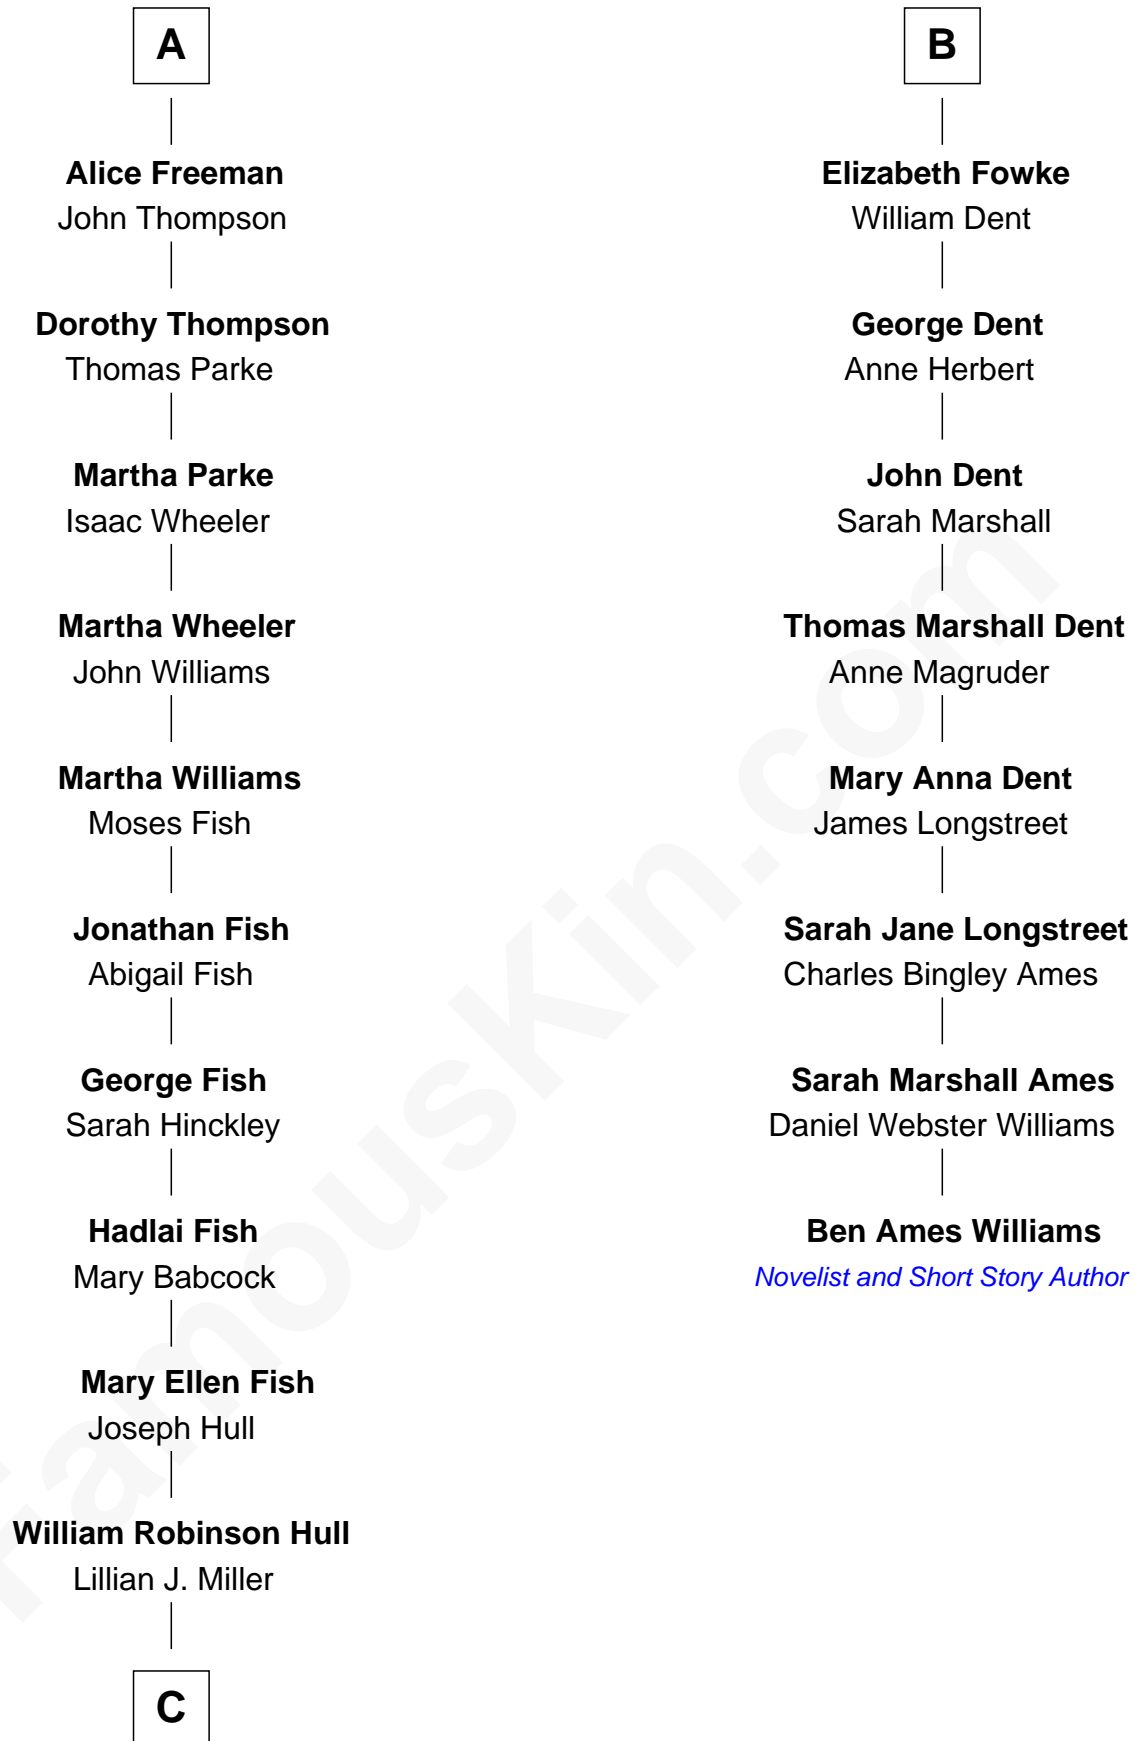 A
Alice Freeman
John Thompson
Dorothy Thompson
Thomas Parke
Martha Parke
Isaac Wheeler
Martha Wheeler
John Williams
Martha Williams
Moses Fish
Jonathan Fish
Abigail Fish
George Fish
Sarah Hinckley
Hadlai Fish
Mary Babcock
Mary Ellen Fish
Joseph Hull
William Robinson Hull
Lillian J. Miller
C
B
Elizabeth Fowke
William Dent
George Dent
Anne Herbert
John Dent
Sarah Marshall
Thomas Marshall Dent
Anne Magruder
Mary Anna Dent
James Longstreet
Sarah Jane Longstreet
Charles Bingley Ames
Sarah Marshall Ames
Daniel Webster Williams
Ben Ames Williams
Novelist and Short Story Author
FamousKin.com